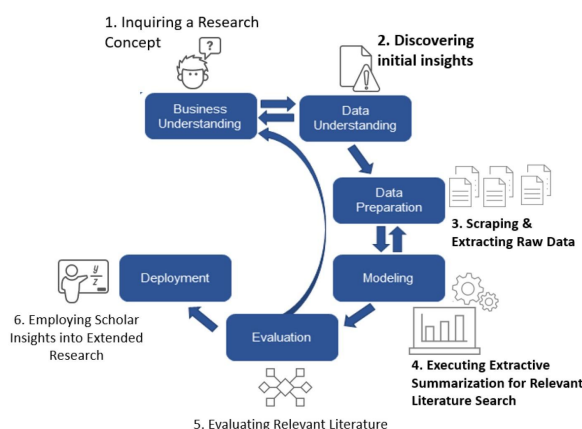 1. Inquiring a Research
Concept
?
2. Discovering
initial insights
Business
Understanding
Data
Understanding
Data
Preparation
3. Scraping &
Extracting Raw Data
Modeling
4. Executing Extractive
Summarization for Relevant
Literature Search
Evaluation
5. Evaluating Relevant Literature
Deployment
y
z
6. Employing Scholar
Insights into Extended
Research